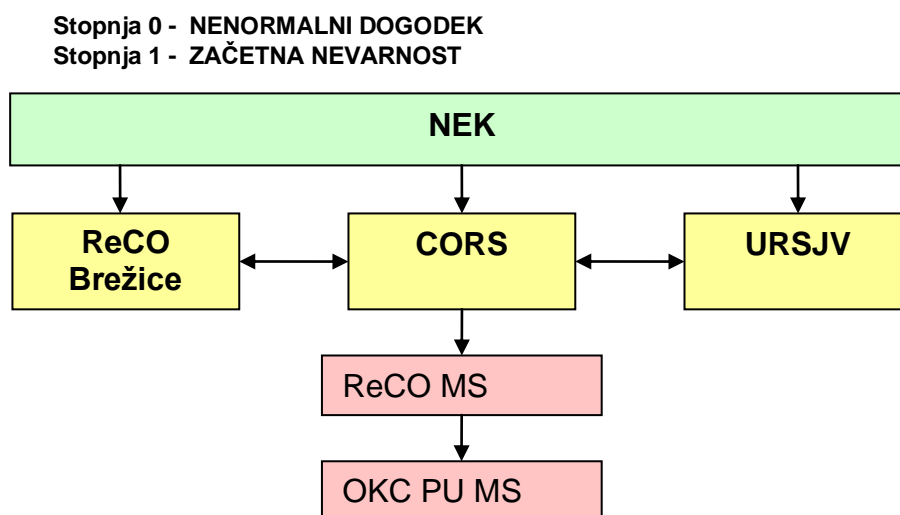 Stopnja 0 - NENORMALNI DOGODEK
Stopnja 1 - ZAČETNA NEVARNOST
NEK
ReCO
Brežice
CORS
URSJV
ReCO MS
OKC PU MS